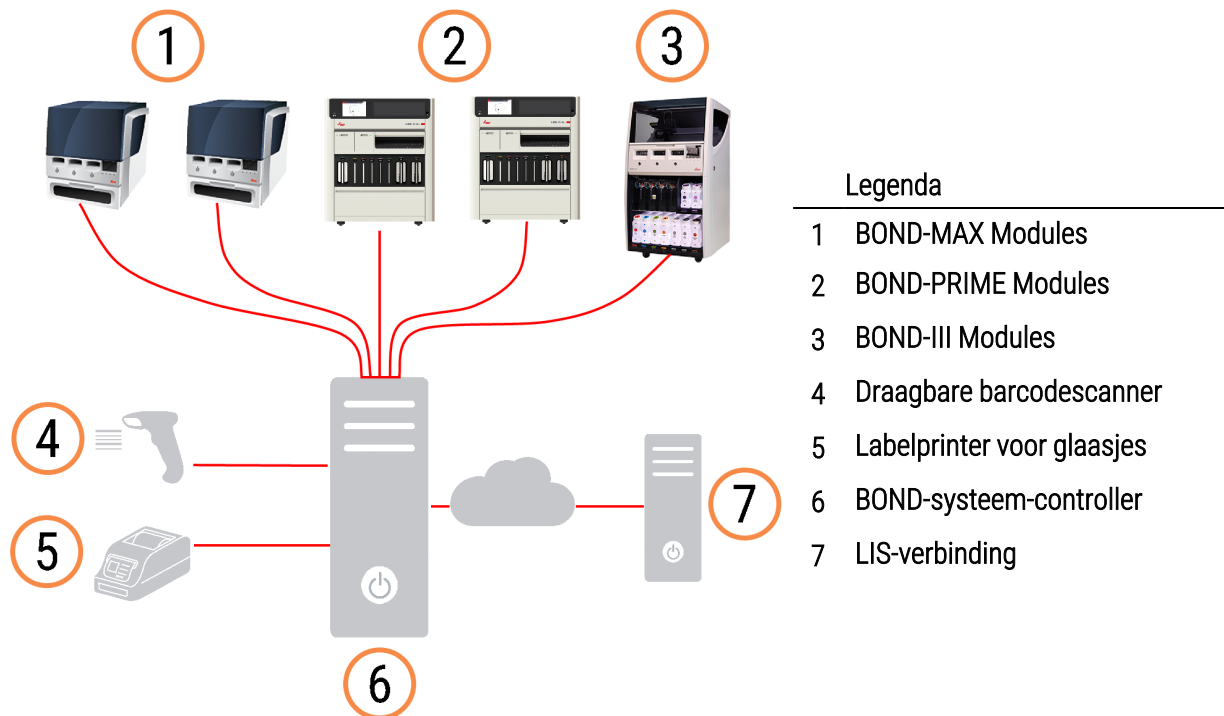 1
2
3
4
5
6
7
Legenda
1 BOND-MAX Modules
2 BOND-PRIME Modules
3 BOND-III Modules
4 Draagbare barcodescanner
5 Labelprinter voor glaasjes
6 BOND-systeem-controller
7 LIS-verbinding